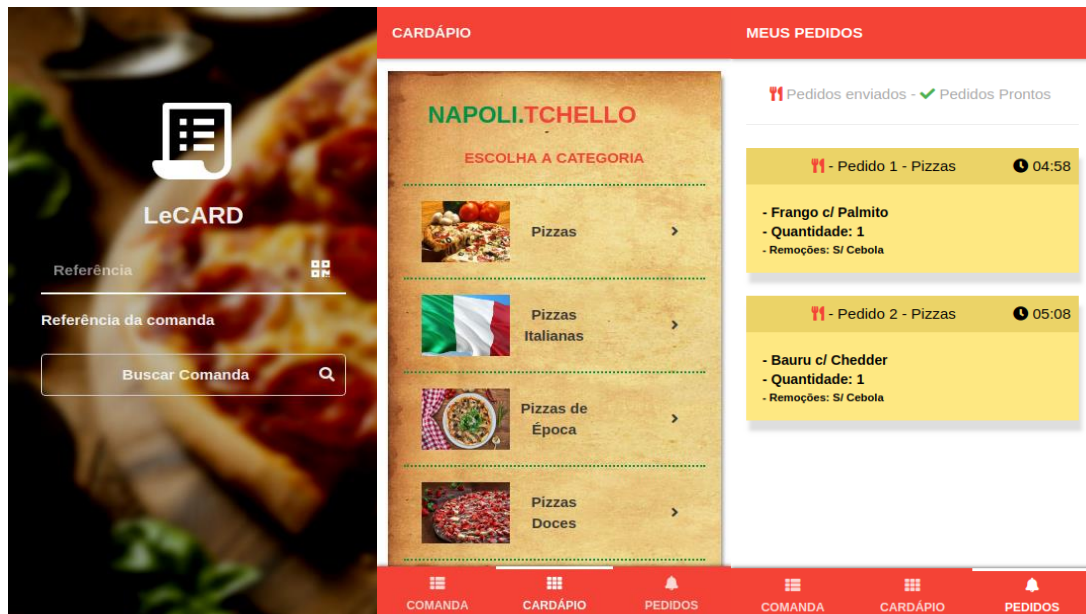 LeCARD
Referência
Referência da comanda
Buscar Comanda
CARDÁPIO
NAPOLI.TCHELLO
-
ESCOLHA A CATEGORIA
Pizzas
Pizzas
Italianas
Pizzas de
Época
Pizzas
Doces
COMANDA
CARDÁPIO
PEDIDOS
MEUS PEDIDOS
Pedidos enviados - Pedidos Prontos
- Pedido 1 - Pizzas 04:58
- Frango c/ Palmito
- Quantidade: 1
- Remoções: S/ Cebola
- Pedido 2 - Pizzas 05:08
- Bauru c/ Chedder
- Quantidade: 1
- Remoções: S/ Cebola
COMANDA
CARDÁPIO
PEDIDOS